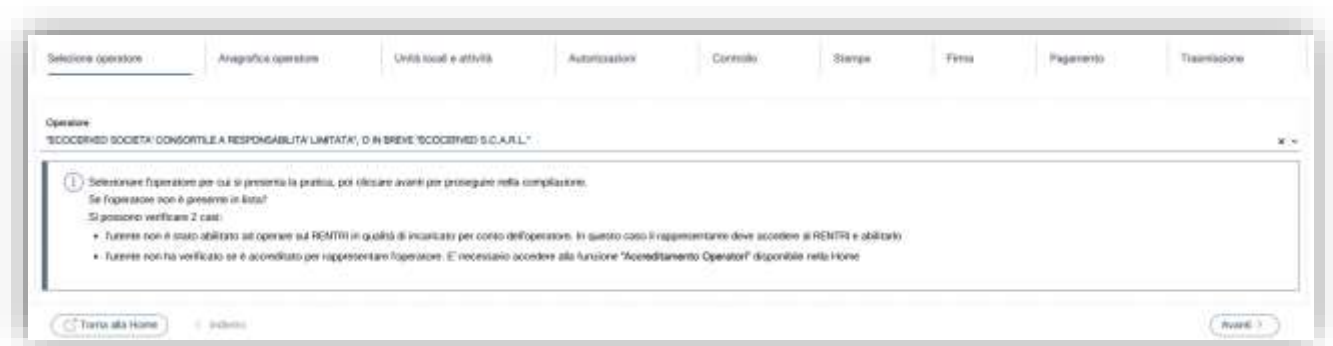 Selezione operatore Anagrafica operatore Unità locali e attività Autorizzazioni Controllo Stampa Firma Pagamento Trasmissione
Operatore
"ECOCERVED SOCIETA' CONSORTILE A RESPONSABILITA' LIMITATA", O IN BREVE "ECOCERVED S.C.A.R.L."
Selezionare l'operatore per cui si presenta la pratica, poi cliccare avanti per proseguire nella compilazione.
Se l'operatore non è presente in lista?
Si possono verificare 2 casi:
• l'utente non è stato abilitato ad operare sul RENTRI in qualità di incaricato per conto dell'operatore. In questo caso il rappresentante deve accedere al RENTRI e abilitarlo
• l'utente non ha verificato se è accreditato per rappresentare l'operatore. E' necessario accedere alla funzione "Accreditamento Operatori" disponibile nella Home
Torna alla Home < Indietro Avanti >